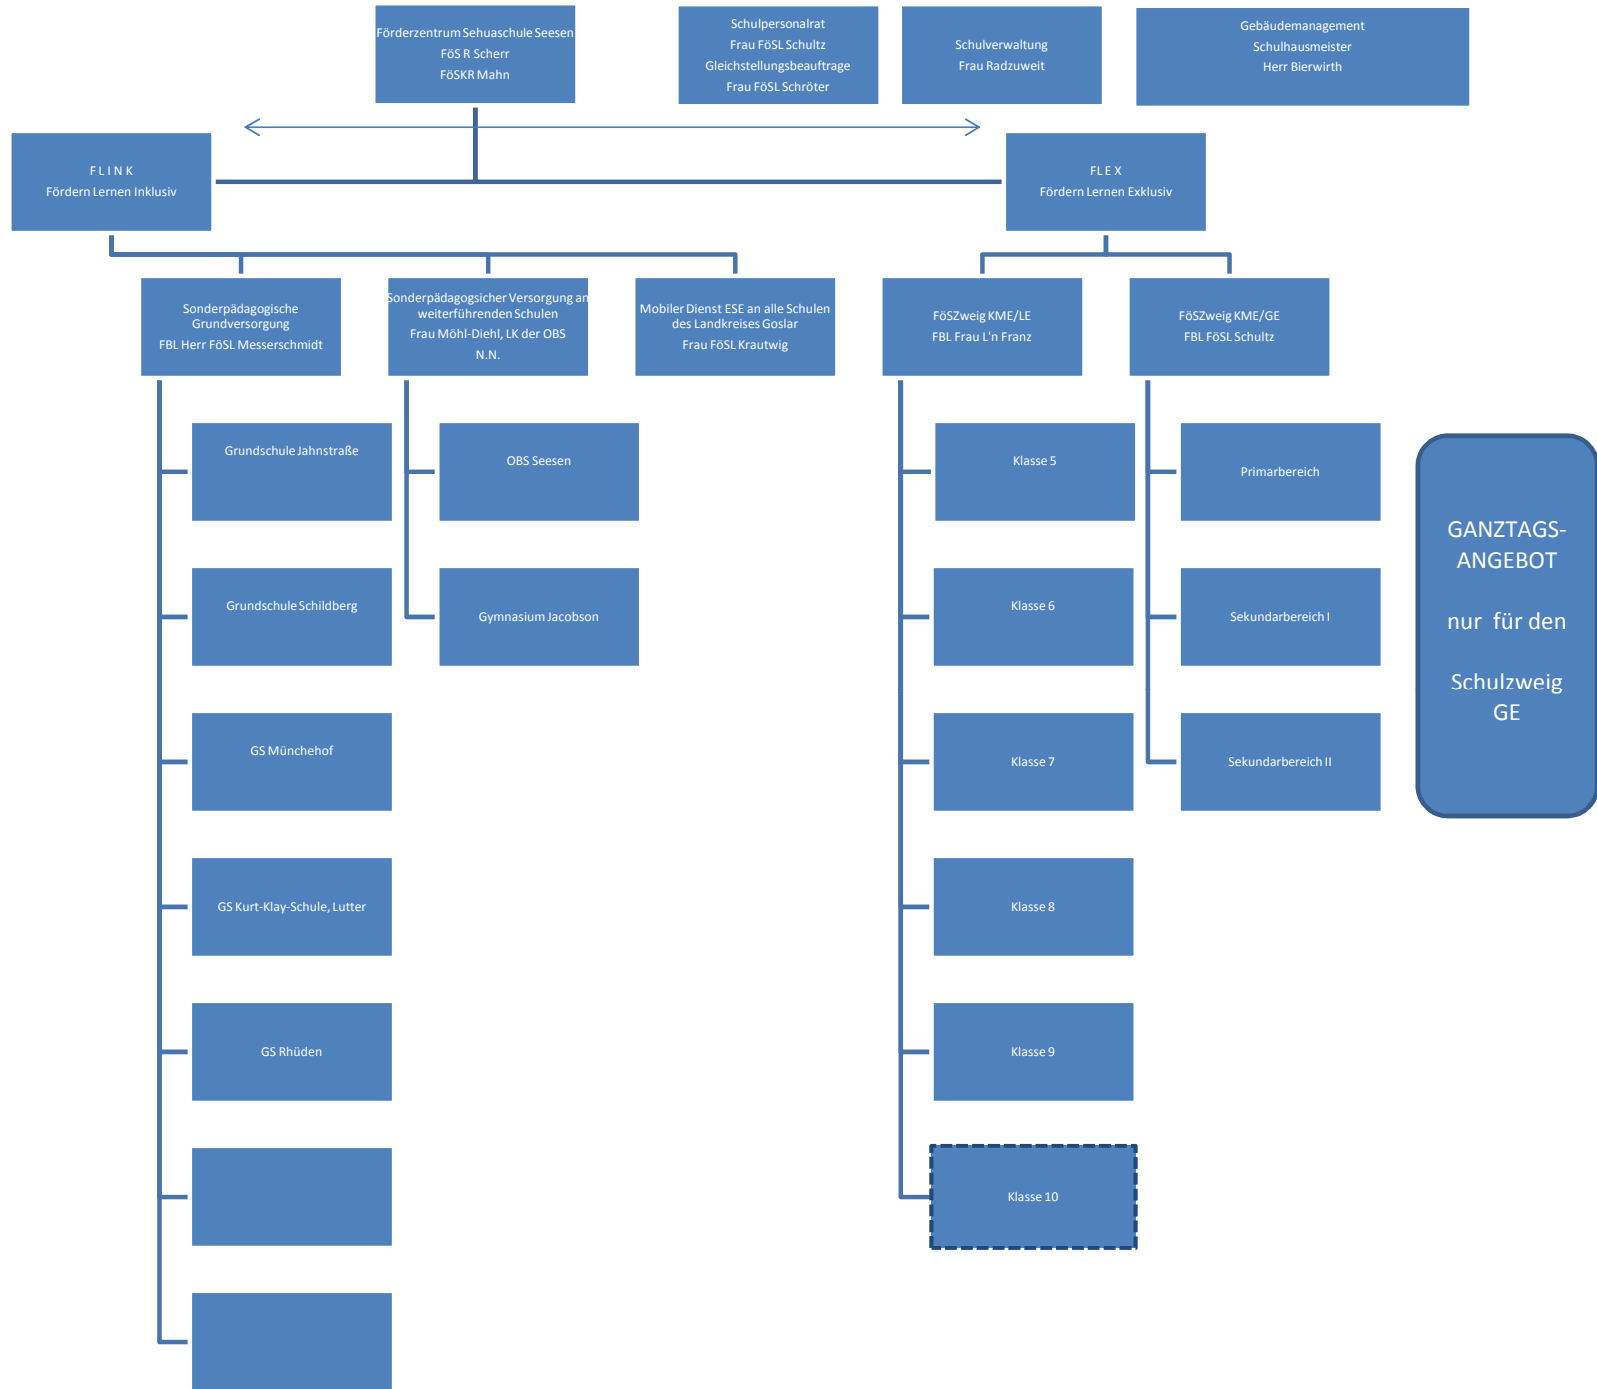 Förderzentrum Sehuaschule Seesen
FöS R Scherr
FöSKR Mahn
Schulpersonalrat
Frau FöSL Schultz
Gleichstellungsbeauftrage
Frau FöSL Schröter
Schulverwaltung
Frau Radzuweit
Gebäudemanagement
Schulhausmeister
Herr Bierwirth
F L I N K
Fördern Lernen Inklusiv
FL E X
Fördern Lernen Exklusiv
Sonderpädagogische
Grundversorgung
FBL Herr FöSL Messerschmidt
Sonderpädagogsicher Versorgung an
weiterführenden Schulen
Frau Möhl-Diehl, LK der OBS
N.N.
Mobiler Dienst ESE an alle Schulen
des Landkreises Goslar
Frau FöSL Krautwig
FöSZweig KME/LE
FBL Frau L'n Franz
FöSZweig KME/GE
FBL FöSL Schultz
Grundschule Jahnstraße
Grundschule Schildberg
GS Münchehof
GS Kurt-Klay-Schule, Lutter
GS Rhüden
OBS Seesen
Gymnasium Jacobson
Klasse 5
Klasse 6
Klasse 7
Klasse 8
Klasse 9
Klasse 10
Primarbereich
Sekundarbereich I
Sekundarbereich II
GANZTAGS-
ANGEBOT
nur für den
Schulzweig
GE